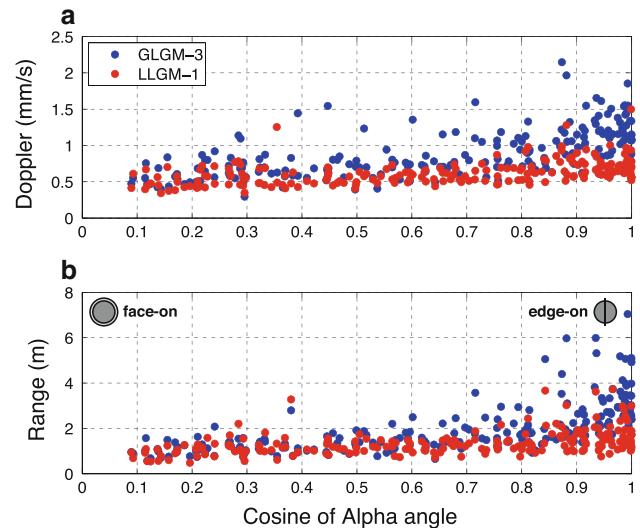 a
Doppler (mm/s)
2.5
2
1.5
1
0.5
0
GLGM−3
LLGM−1
0 0.1 0.2 0.3 0.4 0.5 0.6 0.7 0.8 0.9 1
b
Range (m)
8
6
4
2
0
face-on
edge-on
0 0.1 0.2 0.3 0.4 0.5 0.6 0.7 0.8 0.9 1
Cosine of Alpha angle